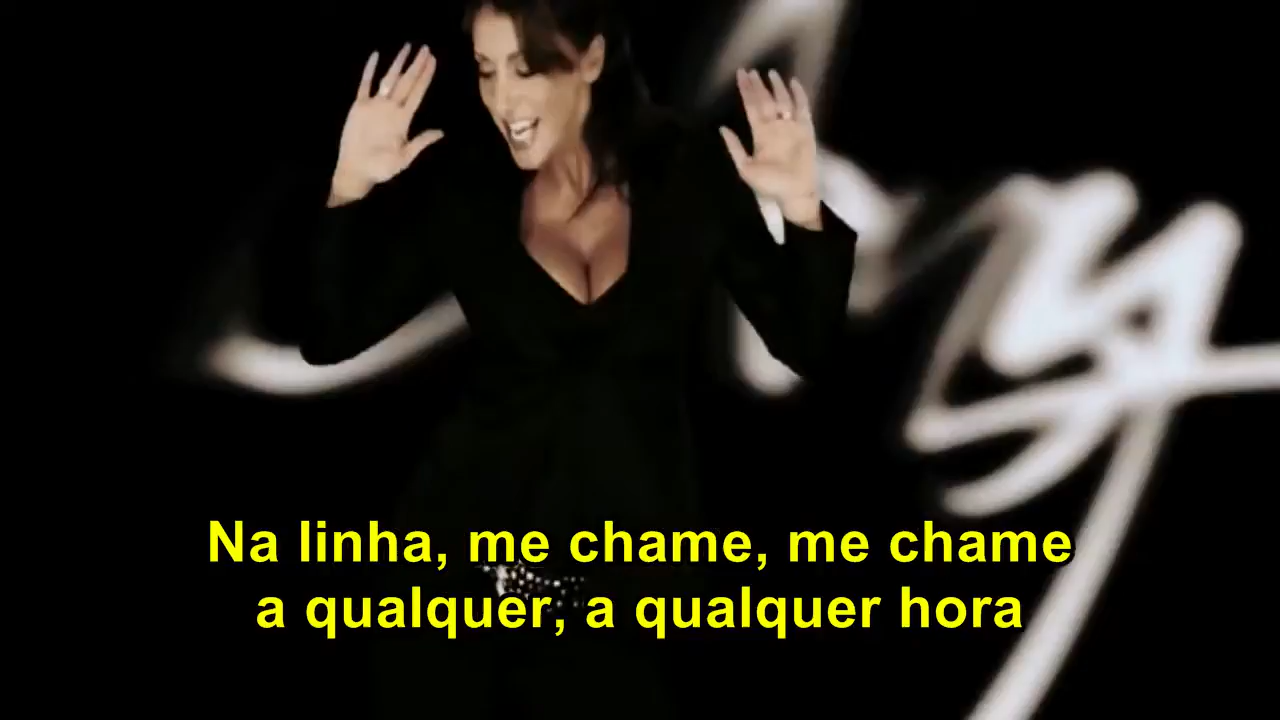 Na linha, me chame, me chame
a qualquer, a qualquer hora